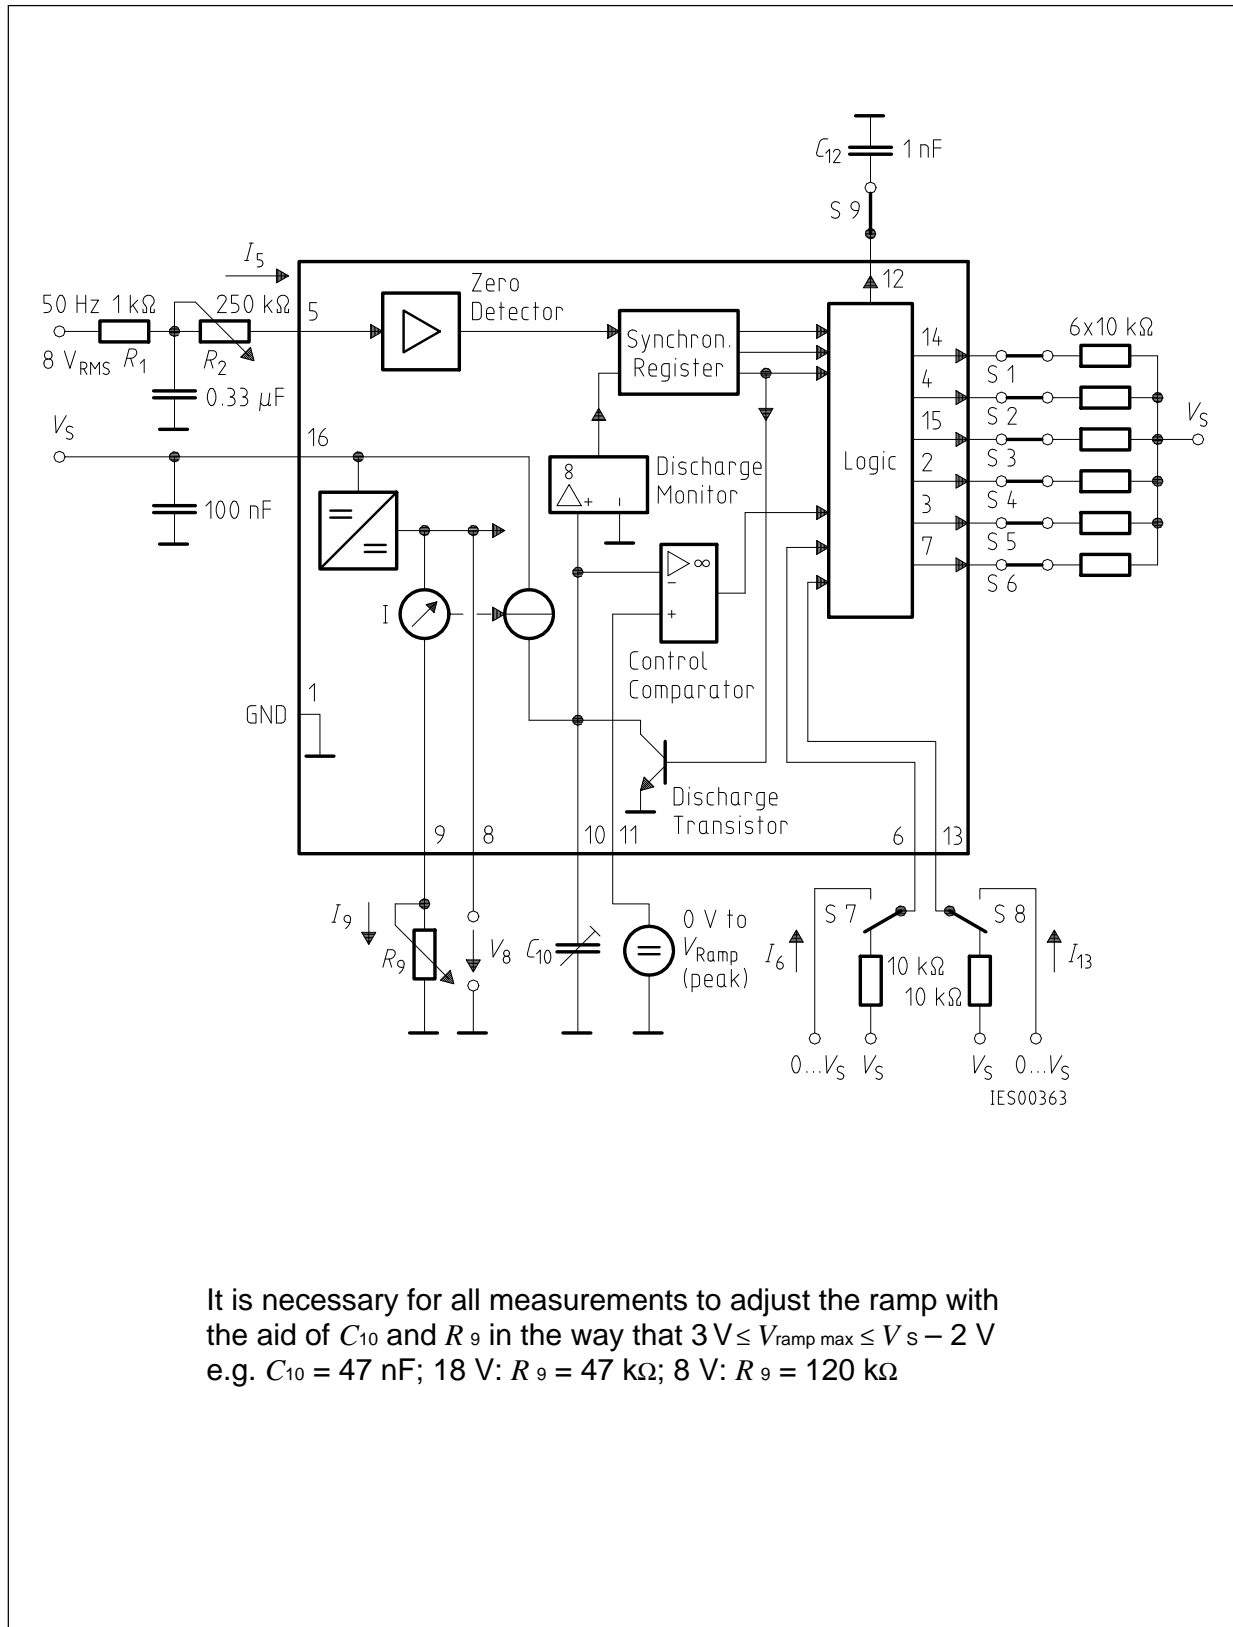 C12 1 nF
S 9
I5
12
50 Hz 1 kΩ 250 kΩ 5
Zero
Detector
Synchron.
Register
8 VRMS R1 R2
0.33 µF
14 6x10 kΩ
S 1
4
S 2
15
S 3
VS
2
S 4
3
S 5
7
S 6
VS 16
100 nF
= =
8
△ + −
Discharge
Monitor
Logic
▷ ∞
−
+
I
Control
Comparator
1
GND
Discharge
Transistor
9 8 10 11 6 13
I9
R9
V8
C10
=
0 V to
VRamp
(peak)
S 7 S 8
I6 I13
10 kΩ
10 kΩ
0...VS VS VS 0...VS
IES00363
It is necessary for all measurements to adjust the ramp with
the aid of C10 and R 9 in the way that 3 V ≤ Vramp max ≤ V S – 2 V
e.g. C10 = 47 nF; 18 V: R 9 = 47 kΩ; 8 V: R 9 = 120 kΩ